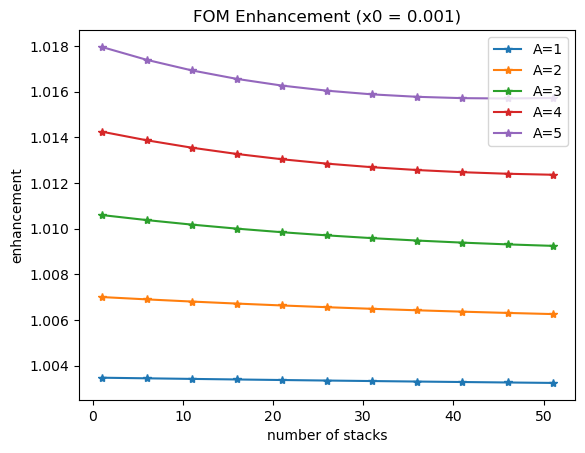 FOM Enhancement (x0 = 0.001)
1.018
1.016
1.014
1.012
1.010
1.008
1.006
1.004
enhancement
0
10
20
30
40
50
number of stacks
A=1
A=2
A=3
A=4
A=5